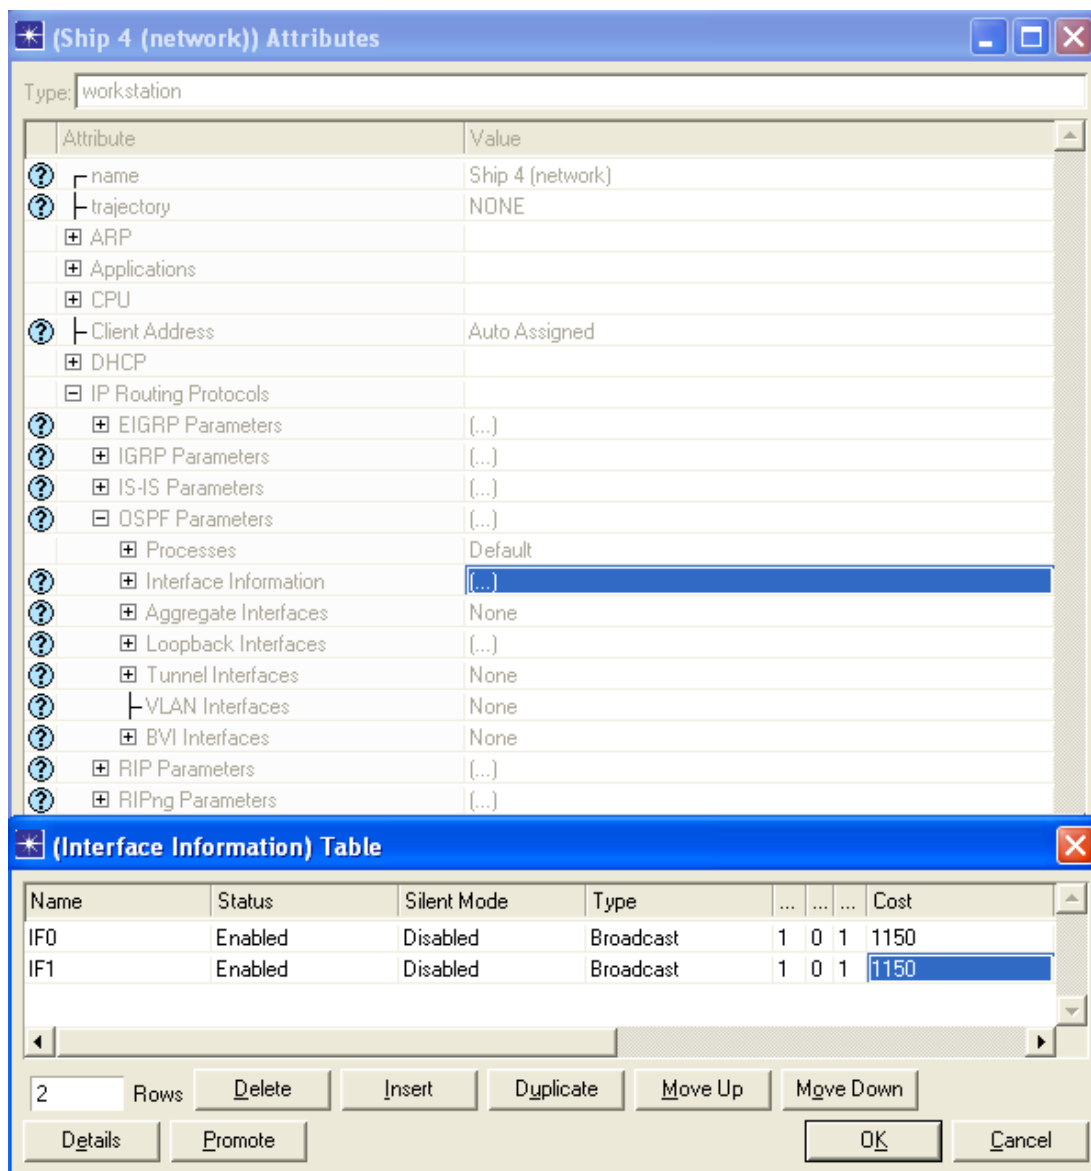 (Ship 4 (network)) Attributes
Type: workstation
Attribute Value
name Ship 4 (network)
trajectory NONE
ARP
Applications
CPU
Client Address Auto Assigned
DHCP
IP Routing Protocols
EIGRP Parameters (...)
IGRP Parameters (...)
IS-IS Parameters (...)
OSPF Parameters (...)
Processes Default
Interface Information (...)
Aggregate Interfaces None
Loopback Interfaces (...)
Tunnel Interfaces None
VLAN Interfaces None
BVI Interfaces None
RIP Parameters (...)
RIPng Parameters (...)
(Interface Information) Table
Name Status Silent Mode Type ... ... ... Cost
IF0 Enabled Disabled Broadcast 1 0 1 1150
IF1 Enabled Disabled Broadcast 1 0 1 1150
2 Rows Delete Insert Duplicate Move Up Move Down
Details Promote OK Cancel